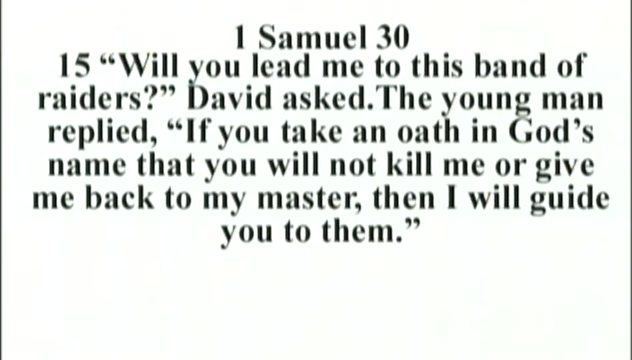 1 Samuel 30
15 “Will you lead me to this band of
raiders?” David asked.The young man
replied, “If you take an oath in God’s
name that you will not kill me or give
me back to my master, then I will guide
you to them.”